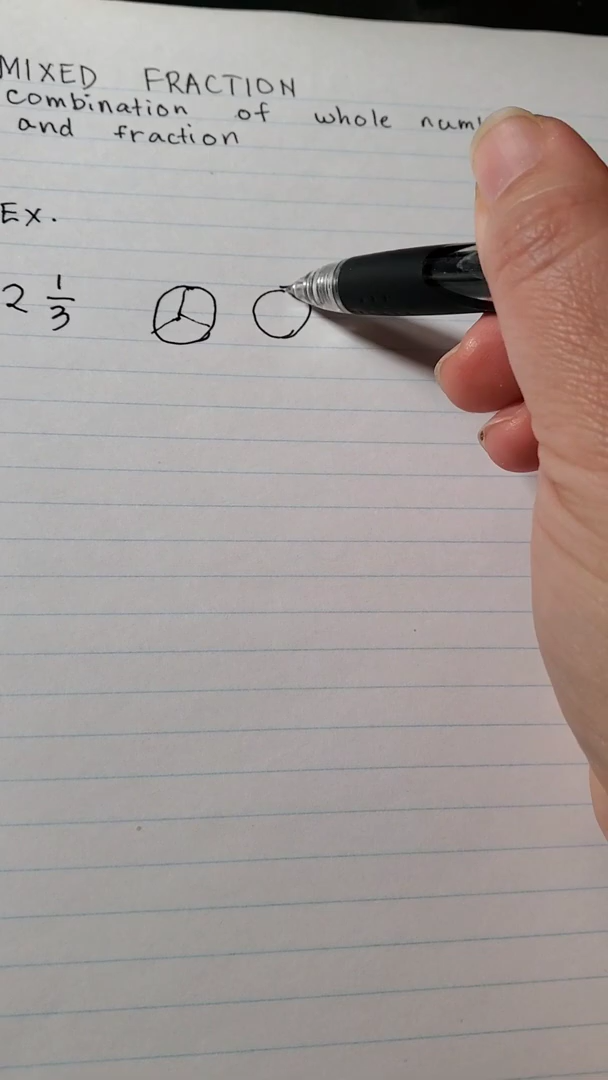 MIXED FRACTION
combination of whole
and fraction
EX.
2 1/3